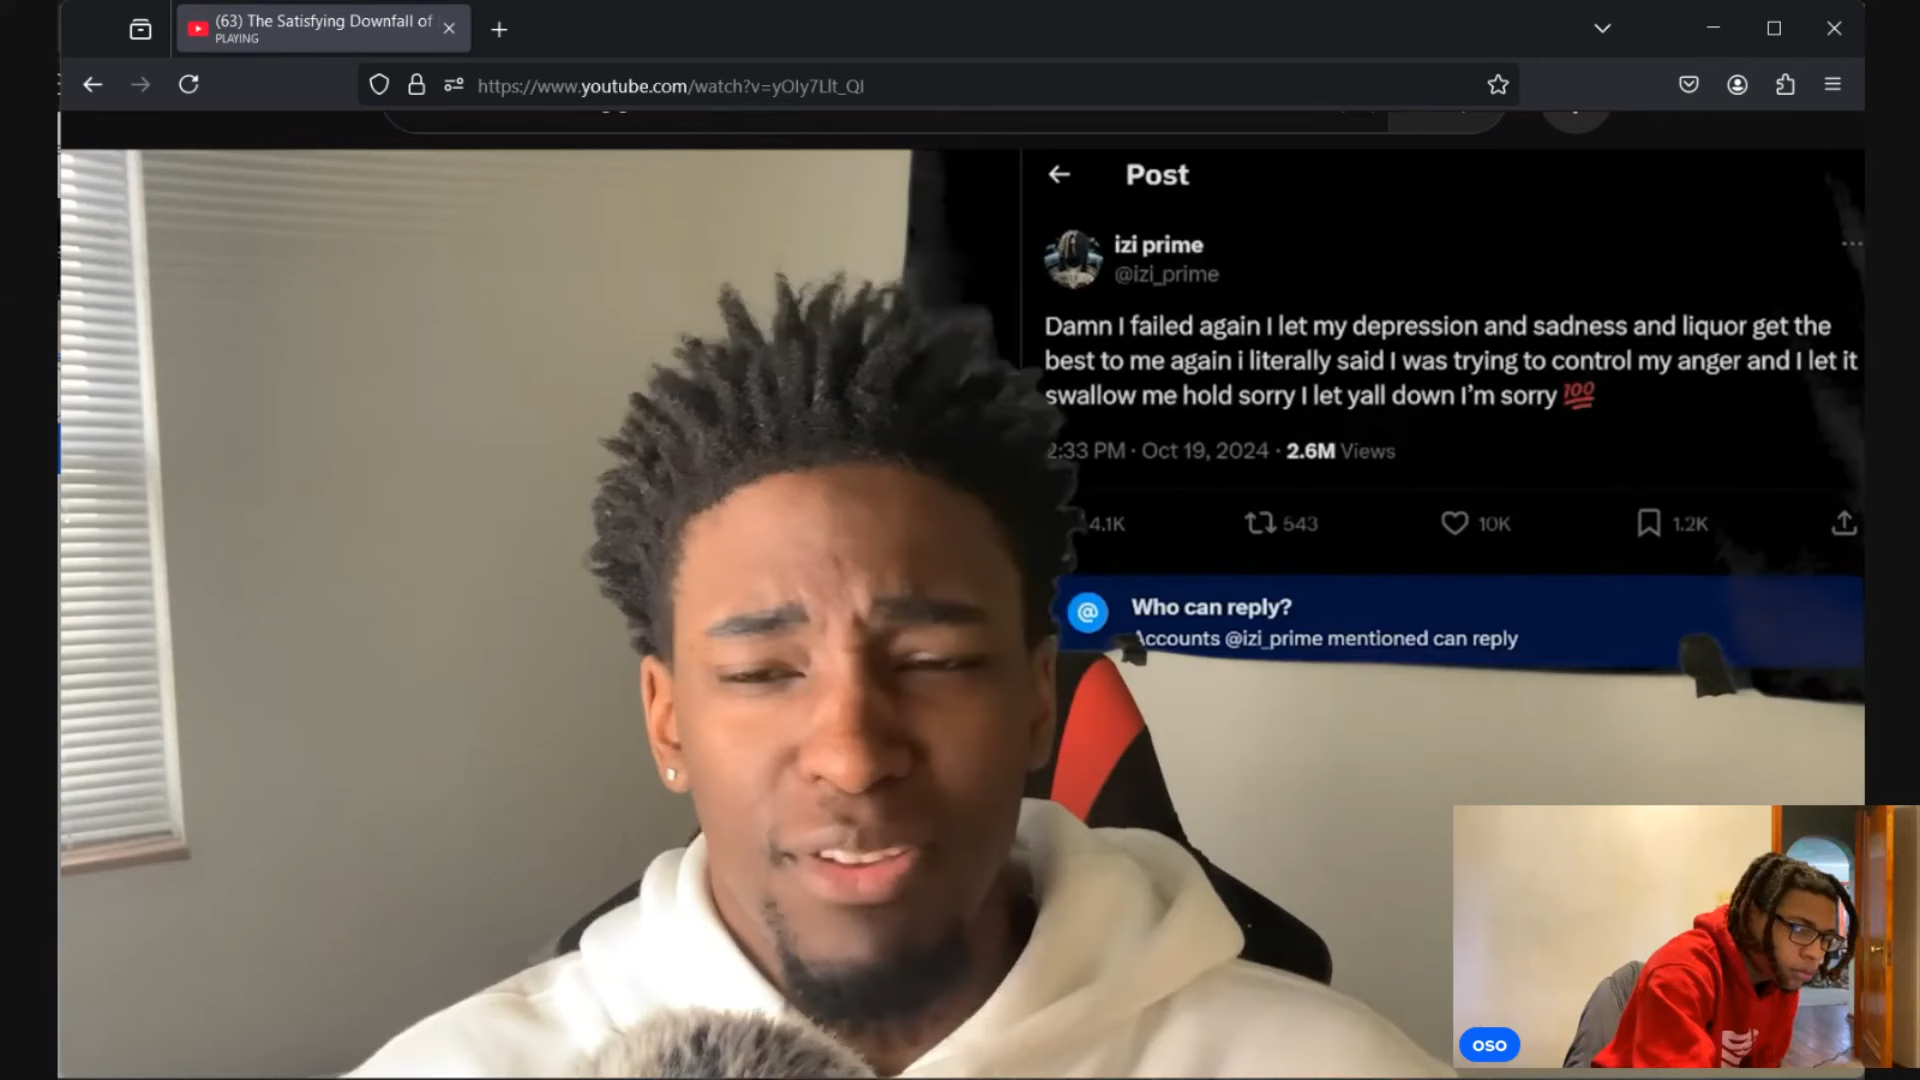 (63) The Satisfying Downfall of
PLAYING
https://www.youtube.com/watch?v=yOIy7Llt_QI
Post
izi prime
@izi_prime
Damn I failed again I let my depression and sadness and liquor get the
best to me again i literally said I was trying to control my anger and I let it
swallow me hold sorry I let yall down I'm sorry 💯
2:33 PM · Oct 19, 2024 · 2.6M Views
4.1K 543 10K 1.2K
@ Who can reply?
Accounts @izi_prime mentioned can reply
oso